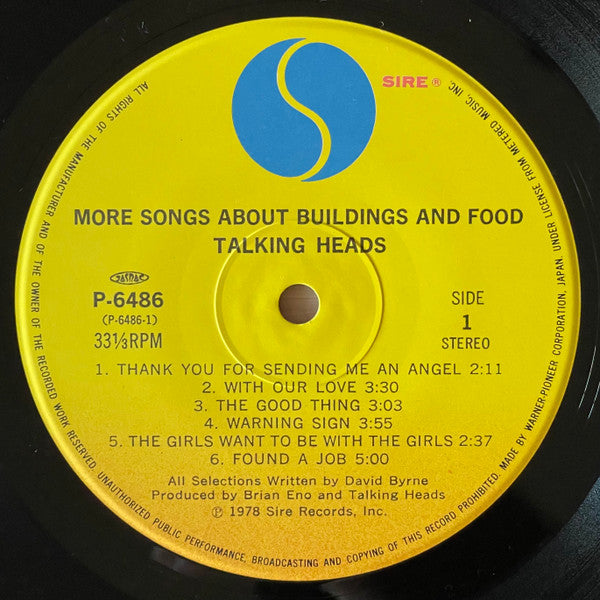 SIRE ®
MORE SONGS ABOUT BUILDINGS AND FOOD
TALKING HEADS
JASRAC
P-6486
(P-6486-1)
33⅓RPM
SIDE
1
STEREO
1. THANK YOU FOR SENDING ME AN ANGEL 2:11
2. WITH OUR LOVE 3:30
3. THE GOOD THING 3:03
4. WARNING SIGN 3:55
5. THE GIRLS WANT TO BE WITH THE GIRLS 2:37
6. FOUND A JOB 5:00
All Selections Written by David Byrne
Produced by Brian Eno and Talking Heads
℗ 1978 Sire Records, Inc.
ALL RIGHTS OF THE MANUFACTURER AND OF THE OWNER OF THE RECORDED WORK RESERVED. UNAUTHORIZED PUBLIC PERFORMANCE, BROADCASTING AND COPYING OF THIS RECORD PROHIBITED. MADE BY WARNER-PIONEER CORPORATION, JAPAN. UNDER LICENSE FROM METERED MUSIC, INC.